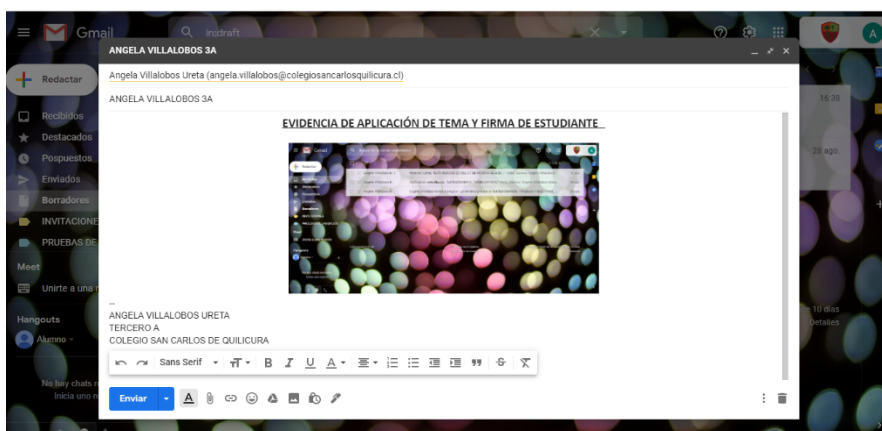 Gmail
in:draft
ANGELA VILLALOBOS 3A
Redactar
Angela Villalobos Ureta (angela.villalobos@colegiosancarlosquilicura.cl)
ANGELA VILLALOBOS 3A
16:38
EVIDENCIA DE APLICACIÓN DE TEMA Y FIRMA DE ESTUDIANTE
Recibidos
Destacados
Pospuestos
28 ago.
Enviados
Borradores
INVITACIONE
PRUEBAS DE
Meet
Unirte a una r
Hangouts
Alumno
10 días
Detalles
--
ANGELA VILLALOBOS URETA
TERCERO A
COLEGIO SAN CARLOS DE QUILICURA
Sans Serif
No hay chats r
Inicia uno n
Enviar
A